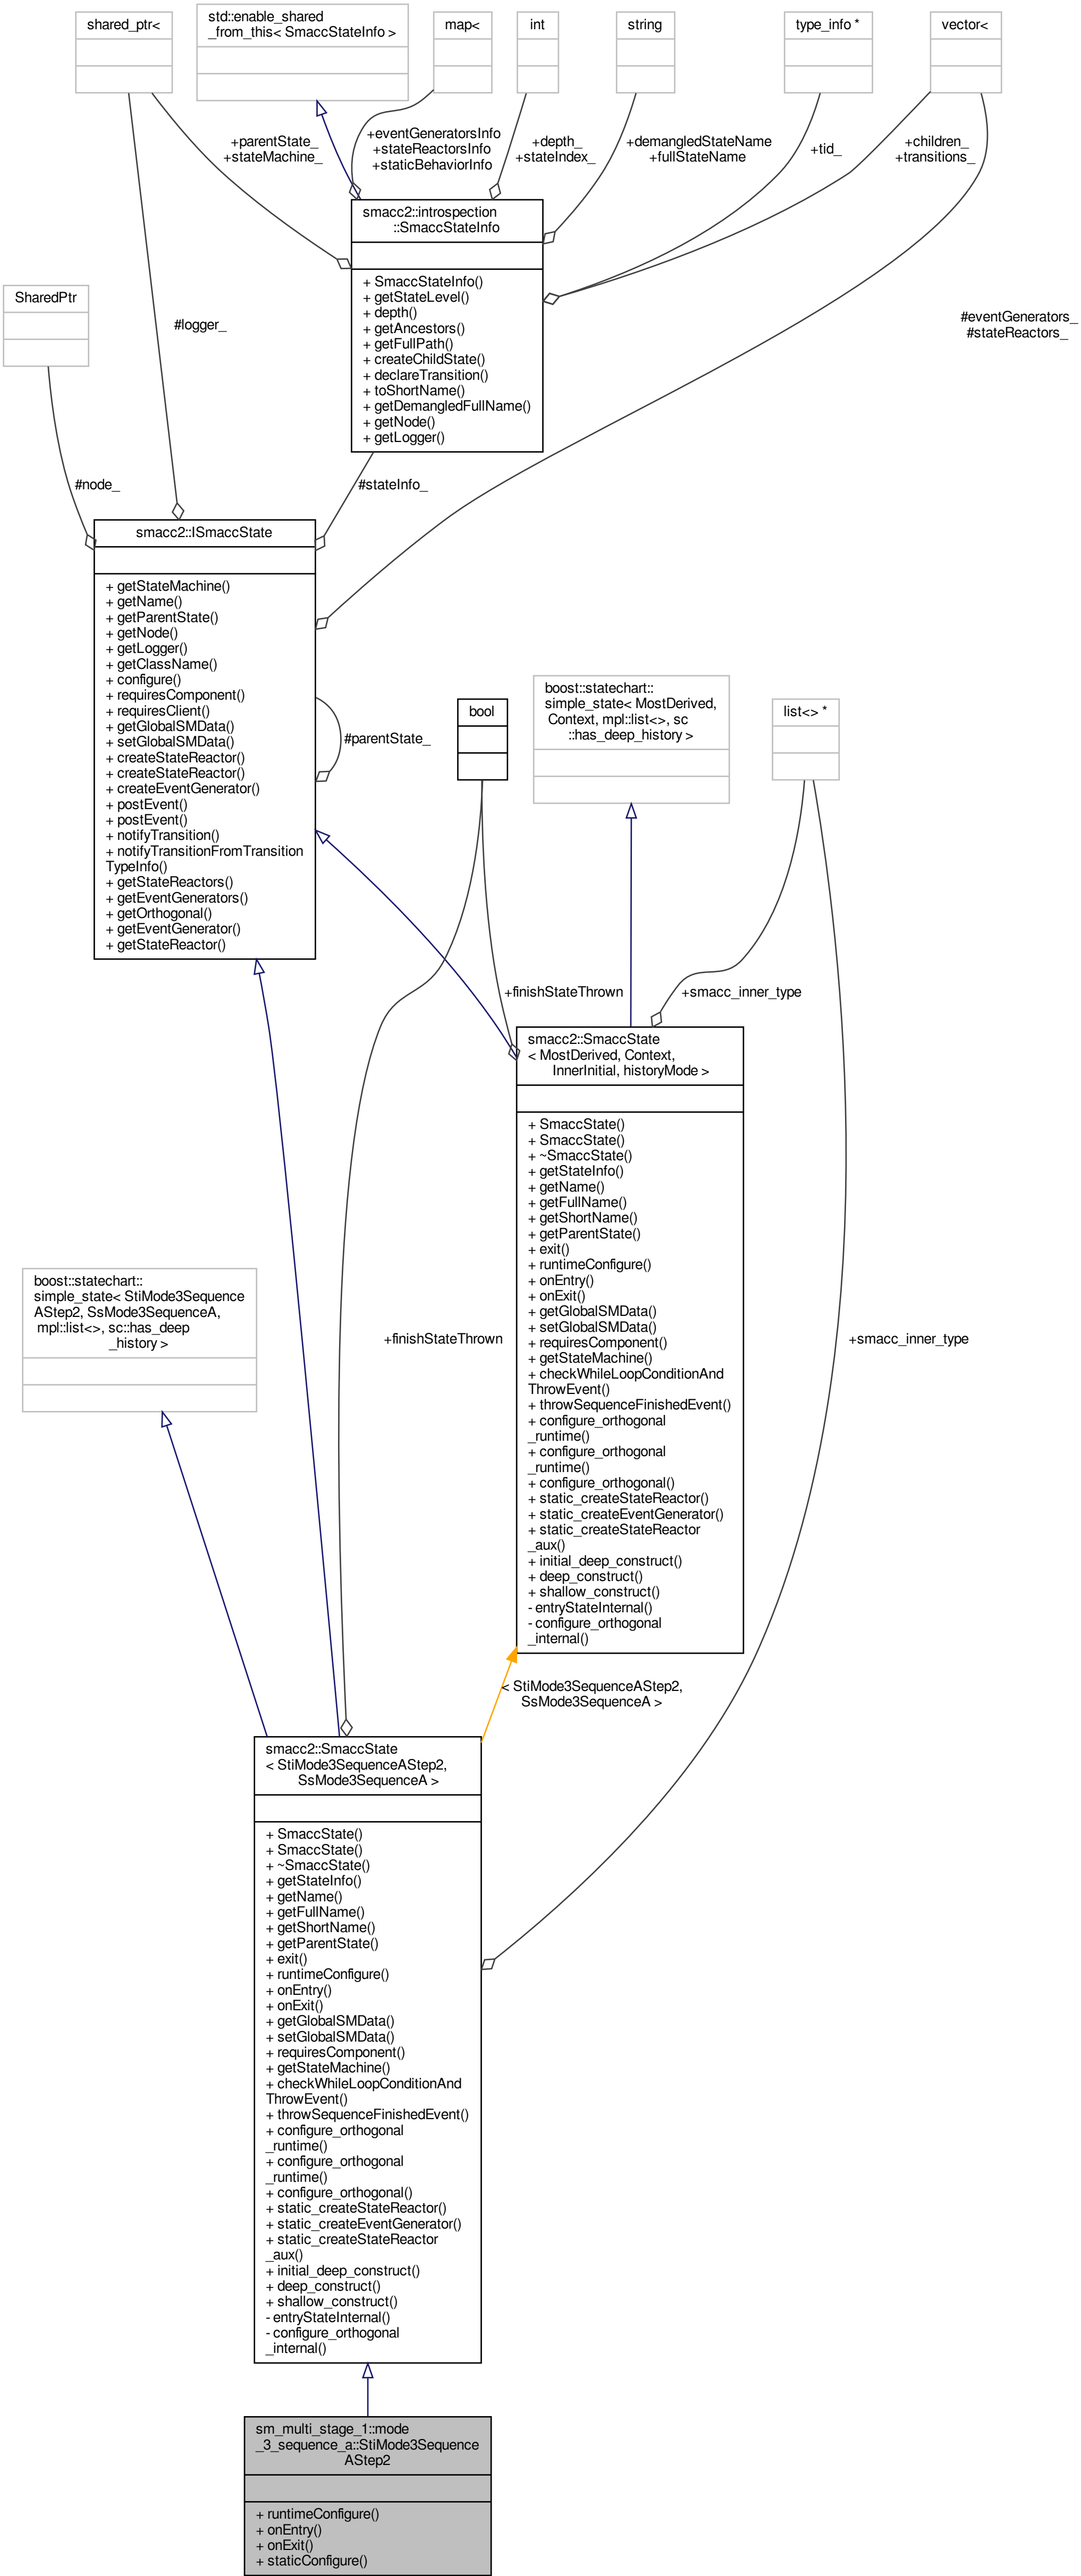 shared_ptr<
std::enable_shared
_from_this< SmaccStateInfo >
map<
int
string
type_info *
vector<
+parentState_
+stateMachine_
+eventGeneratorsInfo
+stateReactorsInfo
+staticBehaviorInfo
+depth_
+stateIndex_
+demangledStateName
+fullStateName
+tid_
+children_
+transitions_
smacc2::introspection
::SmaccStateInfo
+ SmaccStateInfo()
+ getStateLevel()
+ depth()
+ getAncestors()
+ getFullPath()
+ createChildState()
+ declareTransition()
+ toShortName()
+ getDemangledFullName()
+ getNode()
+ getLogger()
SharedPtr
#logger_
#eventGenerators_
#stateReactors_
#node_
#stateInfo_
smacc2::ISmaccState
+ getStateMachine()
+ getName()
+ getParentState()
+ getNode()
+ getLogger()
+ getClassName()
+ configure()
+ requiresComponent()
+ requiresClient()
+ getGlobalSMData()
+ setGlobalSMData()
+ createStateReactor()
+ createStateReactor()
+ createEventGenerator()
+ postEvent()
+ postEvent()
+ notifyTransition()
+ notifyTransitionFromTransition
TypeInfo()
+ getStateReactors()
+ getEventGenerators()
+ getOrthogonal()
+ getEventGenerator()
+ getStateReactor()
#parentState_
bool
boost::statechart::
simple_state< MostDerived,
Context, mpl::list<>, sc
::has_deep_history >
list<> *
+finishStateThrown
+smacc_inner_type
smacc2::SmaccState
< MostDerived, Context,
InnerInitial, historyMode >
+ SmaccState()
+ SmaccState()
+ ~SmaccState()
+ getStateInfo()
+ getName()
+ getFullName()
+ getShortName()
+ getParentState()
+ exit()
+ runtimeConfigure()
+ onEntry()
+ onExit()
+ getGlobalSMData()
+ setGlobalSMData()
+ requiresComponent()
+ getStateMachine()
+ checkWhileLoopConditionAnd
ThrowEvent()
+ throwSequenceFinishedEvent()
+ configure_orthogonal
_runtime()
+ configure_orthogonal
_runtime()
+ configure_orthogonal()
+ static_createStateReactor()
+ static_createEventGenerator()
+ static_createStateReactor
_aux()
+ initial_deep_construct()
+ deep_construct()
+ shallow_construct()
- entryStateInternal()
- configure_orthogonal
_internal()
boost::statechart::
simple_state< StiMode3Sequence
AStep2, SsMode3SequenceA,
mpl::list<>, sc::has_deep
_history >
+finishStateThrown
+smacc_inner_type
< StiMode3SequenceAStep2,
SsMode3SequenceA >
smacc2::SmaccState
< StiMode3SequenceAStep2,
SsMode3SequenceA >
+ SmaccState()
+ SmaccState()
+ ~SmaccState()
+ getStateInfo()
+ getName()
+ getFullName()
+ getShortName()
+ getParentState()
+ exit()
+ runtimeConfigure()
+ onEntry()
+ onExit()
+ getGlobalSMData()
+ setGlobalSMData()
+ requiresComponent()
+ getStateMachine()
+ checkWhileLoopConditionAnd
ThrowEvent()
+ throwSequenceFinishedEvent()
+ configure_orthogonal
_runtime()
+ configure_orthogonal
_runtime()
+ configure_orthogonal()
+ static_createStateReactor()
+ static_createEventGenerator()
+ static_createStateReactor
_aux()
+ initial_deep_construct()
+ deep_construct()
+ shallow_construct()
- entryStateInternal()
- configure_orthogonal
_internal()
sm_multi_stage_1::mode
_3_sequence_a::StiMode3Sequence
AStep2
+ runtimeConfigure()
+ onEntry()
+ onExit()
+ staticConfigure()